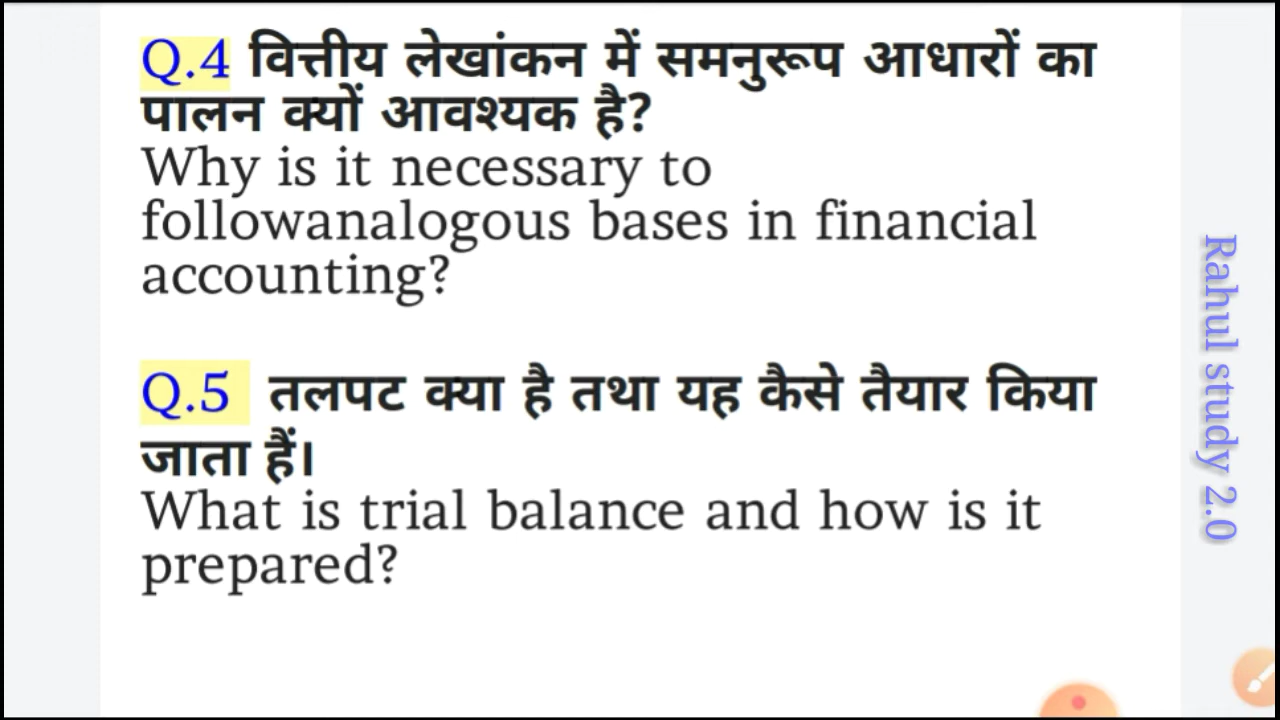 Q.4 वित्तीय लेखांकन में समनुरूप आधारों का
पालन क्यों आवश्यक है?
Why is it necessary to
followanalogous bases in financial
accounting?
Q.5 तलपट क्या है तथा यह कैसे तैयार किया
जाता हैं।
What is trial balance and how is it
prepared?
Rahul study 2.0